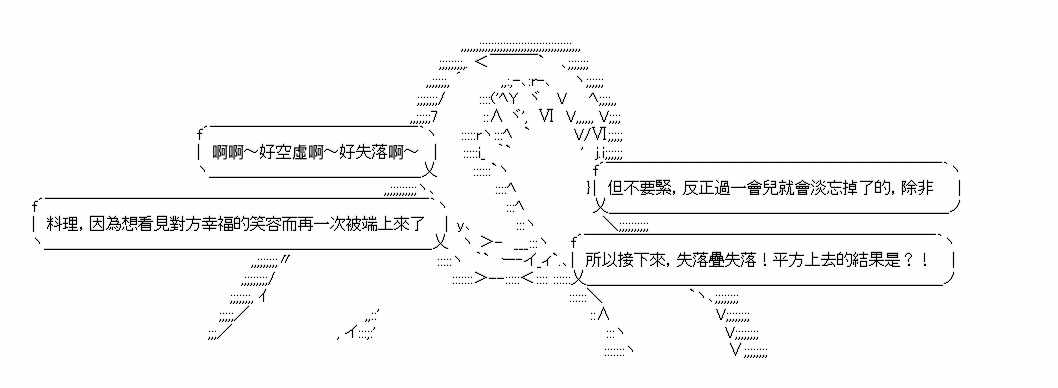 啊啊～好空虛啊～好失落啊～
但不要緊，反正過一會兒就會淡忘掉了的，除非
料理，因為想看見對方幸福的笑容而再一次被端上來了
所以接下來，失落疊失落！平方上去的結果是？！